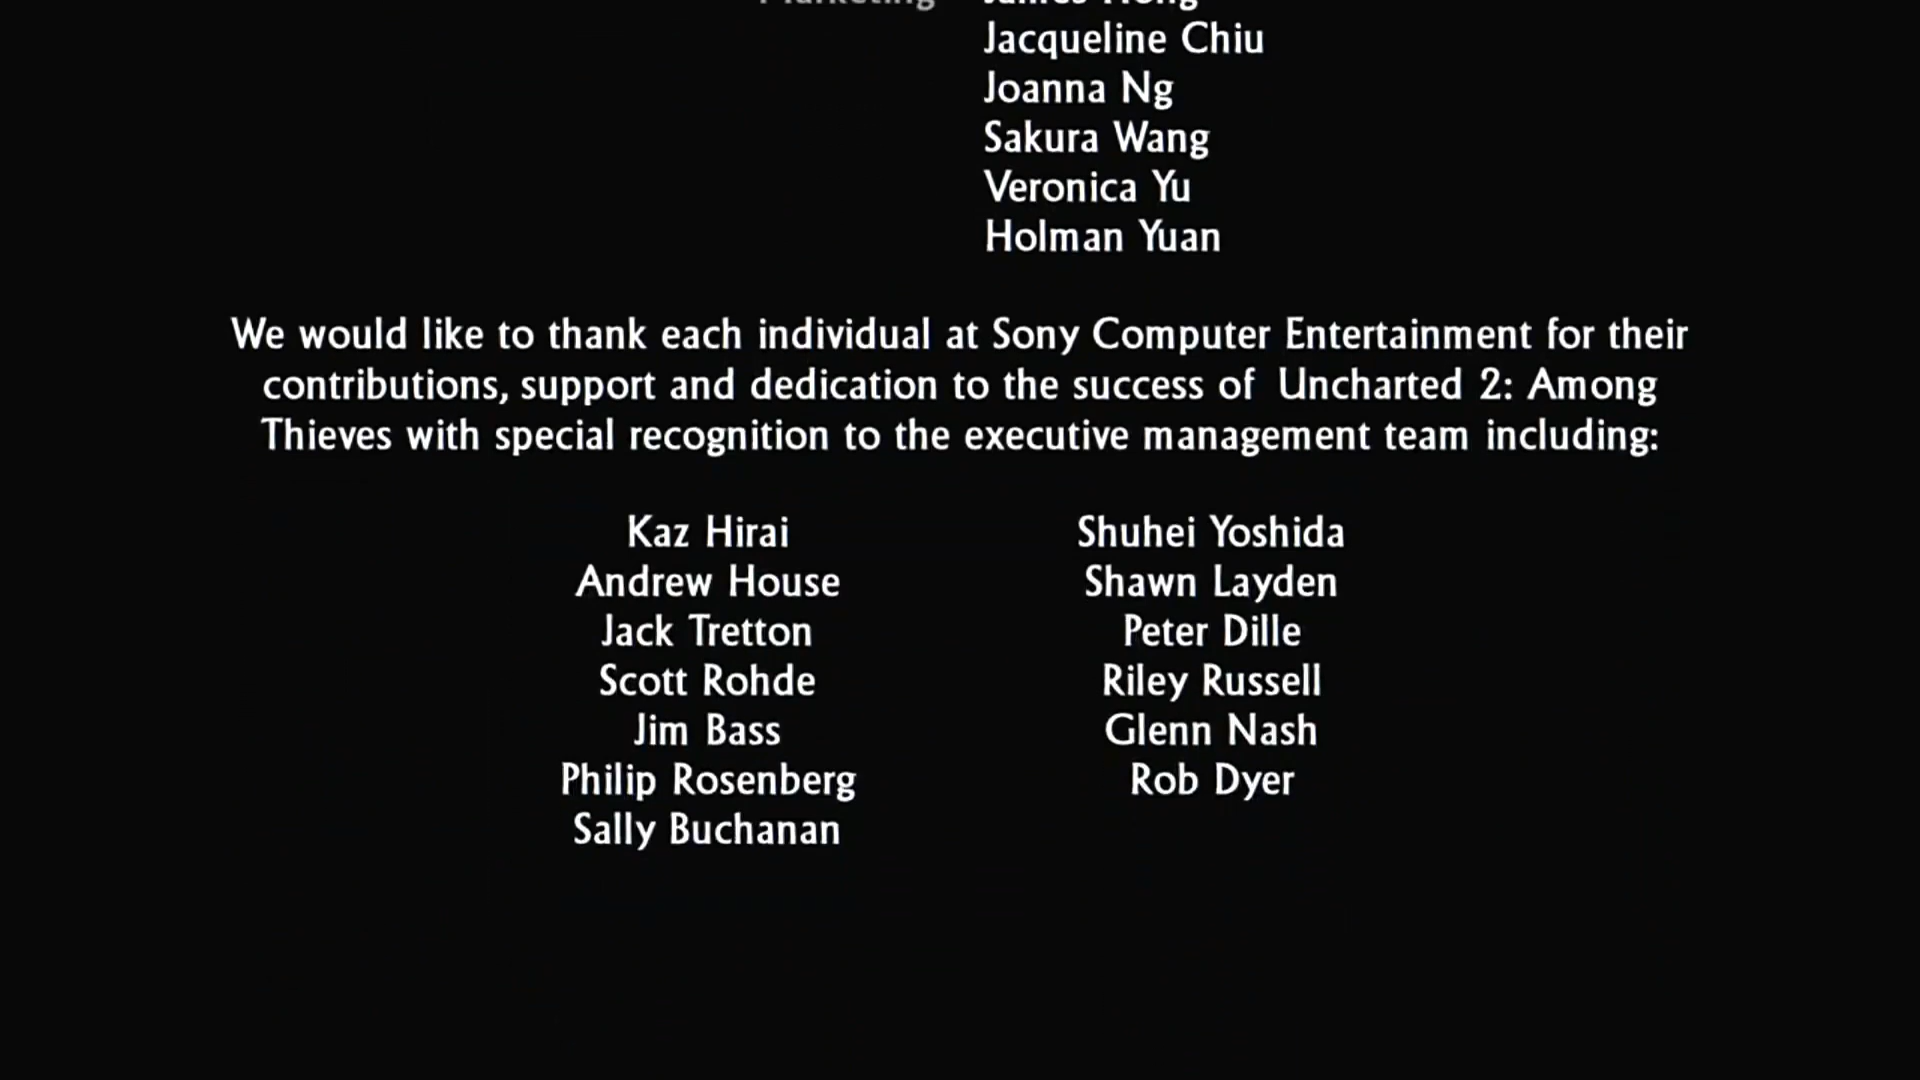 Marketing James Hong
Jacqueline Chiu
Joanna Ng
Sakura Wang
Veronica Yu
Holman Yuan
We would like to thank each individual at Sony Computer Entertainment for their
contributions, support and dedication to the success of Uncharted 2: Among
Thieves with special recognition to the executive management team including:
Kaz Hirai
Andrew House
Jack Tretton
Scott Rohde
Jim Bass
Philip Rosenberg
Sally Buchanan
Shuhei Yoshida
Shawn Layden
Peter Dille
Riley Russell
Glenn Nash
Rob Dyer